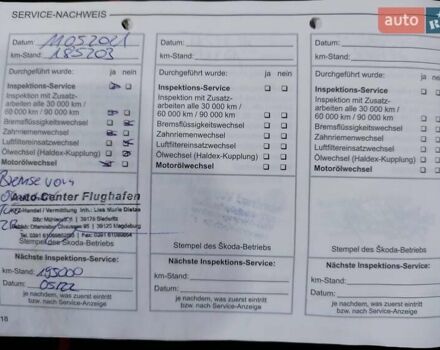 SERVICE-NACHWEIS
auto
Datum: 11.05.2021
km-Stand: 185203
Durchgeführt wurde: ja nein
Inspektions-Service
Inspektion mit Zusatz-
arbeiten alle 30 000 km /
60 000 km / 90 000 km
Bremsflüssigkeitswechsel
Zahnriemenwechsel
Luftfiltereinsatzwechsel
Ölwechsel (Haldex-Kupplung)
Motorölwechsel
Bremse vorn
Auto-Center Flughafen
Handel / Vermittlung Inh.: Dietze
39120 Magdeburg
Stempel des Škoda-Betriebs
Nächste Inspektions-Service:
km-Stand: 195000
Datum: 05/22
je nachdem, was zuerst eintritt
bzw. nach Service-Anzeige
18
Datum:
km-Stand:
Durchgeführt wurde: ja nein
Inspektions-Service
Inspektion mit Zusatz-
arbeiten alle 30 000 km /
60 000 km / 90 000 km
Bremsflüssigkeitswechsel
Zahnriemenwechsel
Luftfiltereinsatzwechsel
Ölwechsel (Haldex-Kupplung)
Motorölwechsel
Stempel des Škoda-Betriebs
Nächste Inspektions-Service:
km-Stand:
Datum:
je nachdem, was zuerst eintritt
bzw. nach Service-Anzeige
Datum:
km-Stand:
Durchgeführt wurde:
Inspektions-Service
Inspektion mit Zusatz-
arbeiten alle 30 000 km /
60 000 km / 90 000 km
Bremsflüssigkeitswechsel
Zahnriemenwechsel
Luftfiltereinsatzwechsel
Ölwechsel (Haldex-Kupplung)
Motorölwechsel
Stempel des Škoda-Betriebs
Nächste Inspektions-Service:
km-Stand:
Datum:
je nachdem, was zuerst eintritt
bzw. nach Service-Anzeige